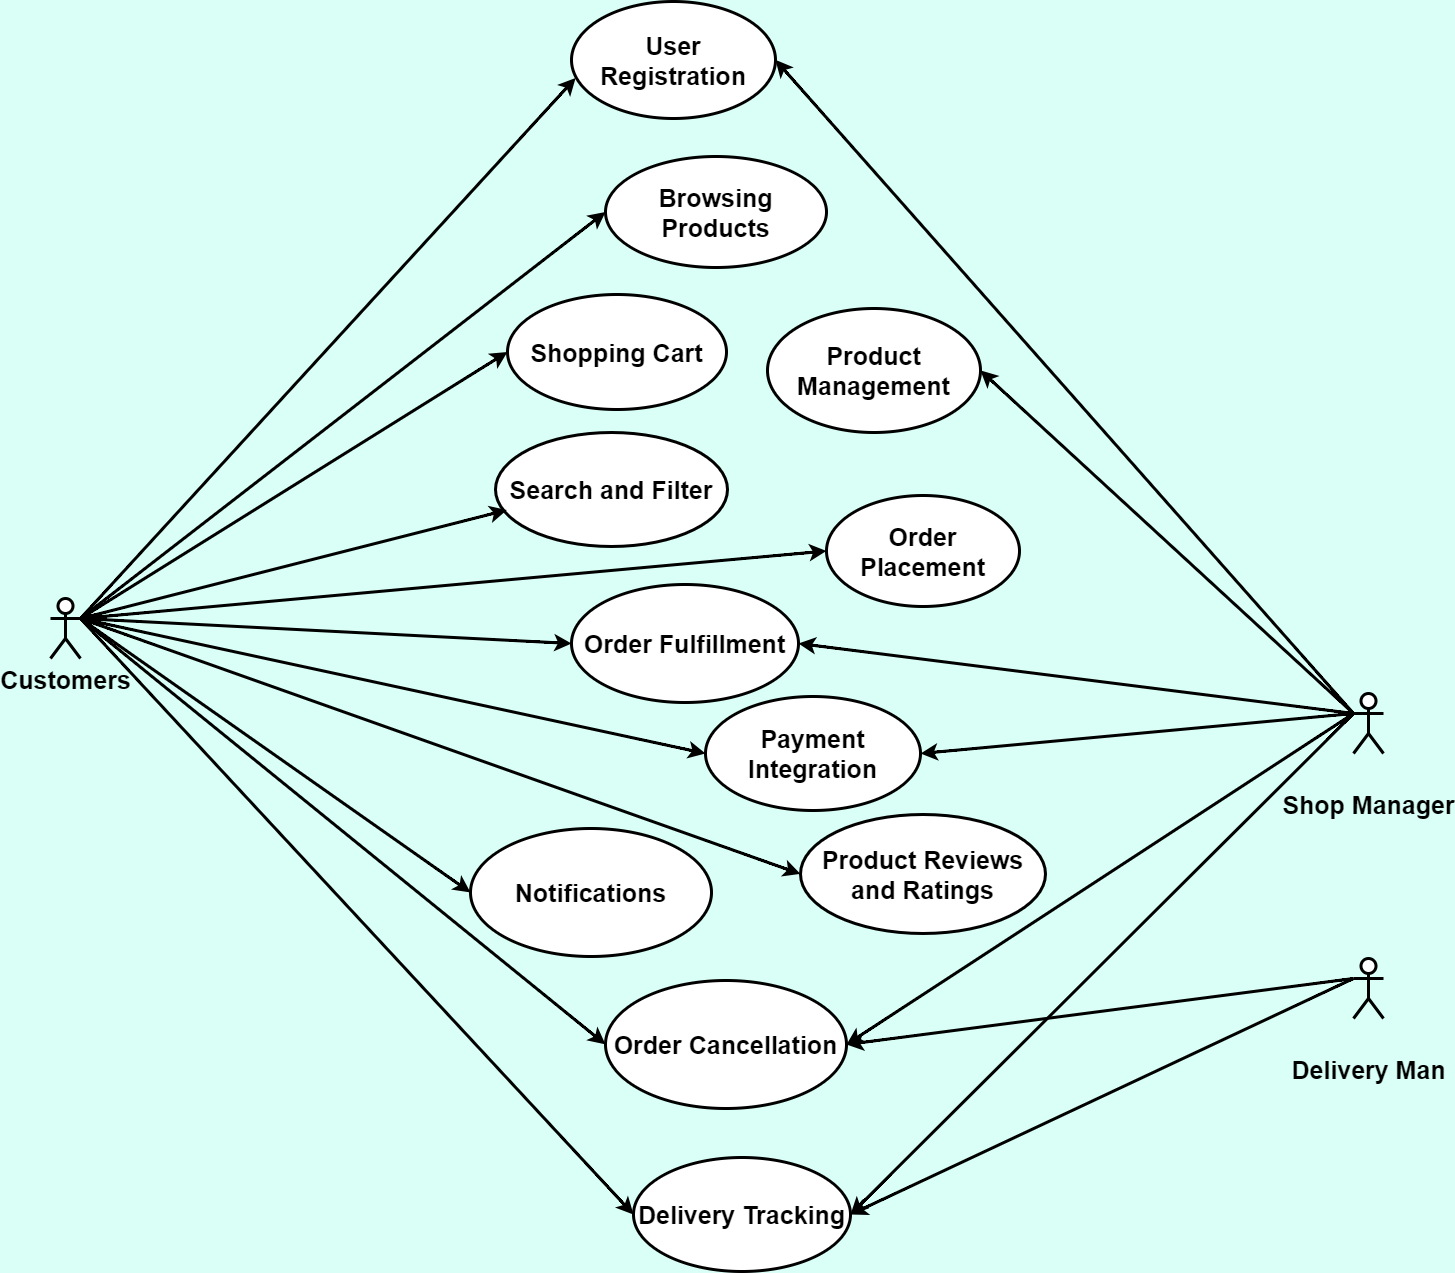 User
Registration
Browsing
Products
Shopping Cart
Product
Management
Search and Filter
Order
Placement
Customers
Order Fulfillment
Payment
Integration
Shop Manager
Product Reviews
and Ratings
Notifications
Order Cancellation
Delivery Man
Delivery Tracking